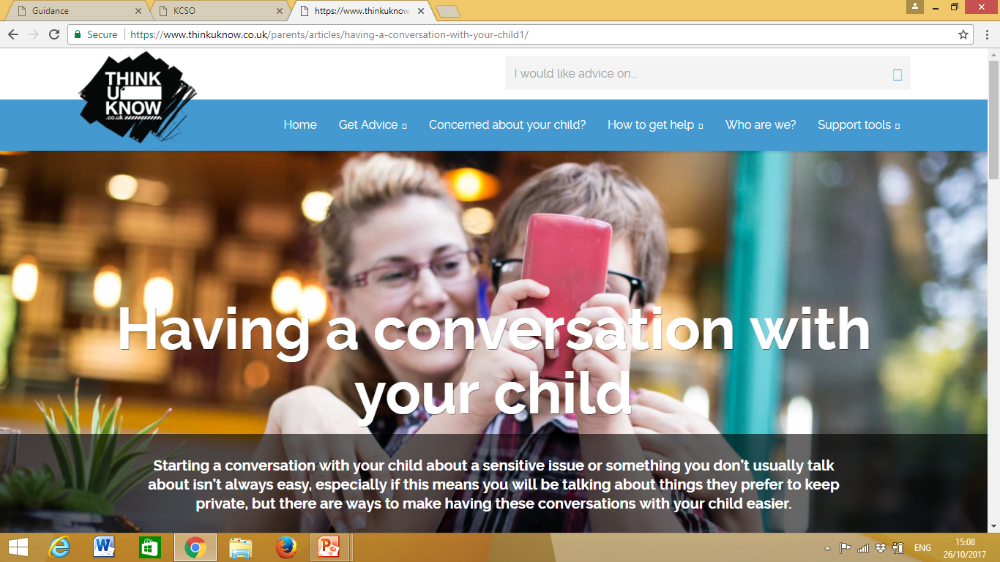 Guidance
KCSO
https://www.thinkuknow.
Secure
https://www.thinkuknow.co.uk/parents/articles/having-a-conversation-with-your-child1/
THINK
U
KNOW
.co.uk
I would like advice on...
Home
Get Advice
Concerned about your child?
How to get help
Who are we?
Support tools
Having a conversation with
your child
Starting a conversation with your child about a sensitive issue or something you don't usually talk
about isn't always easy, especially if this means you will be talking about things they prefer to keep
private, but there are ways to make having these conversations with your child easier.
ENG
15:08
26/10/2017